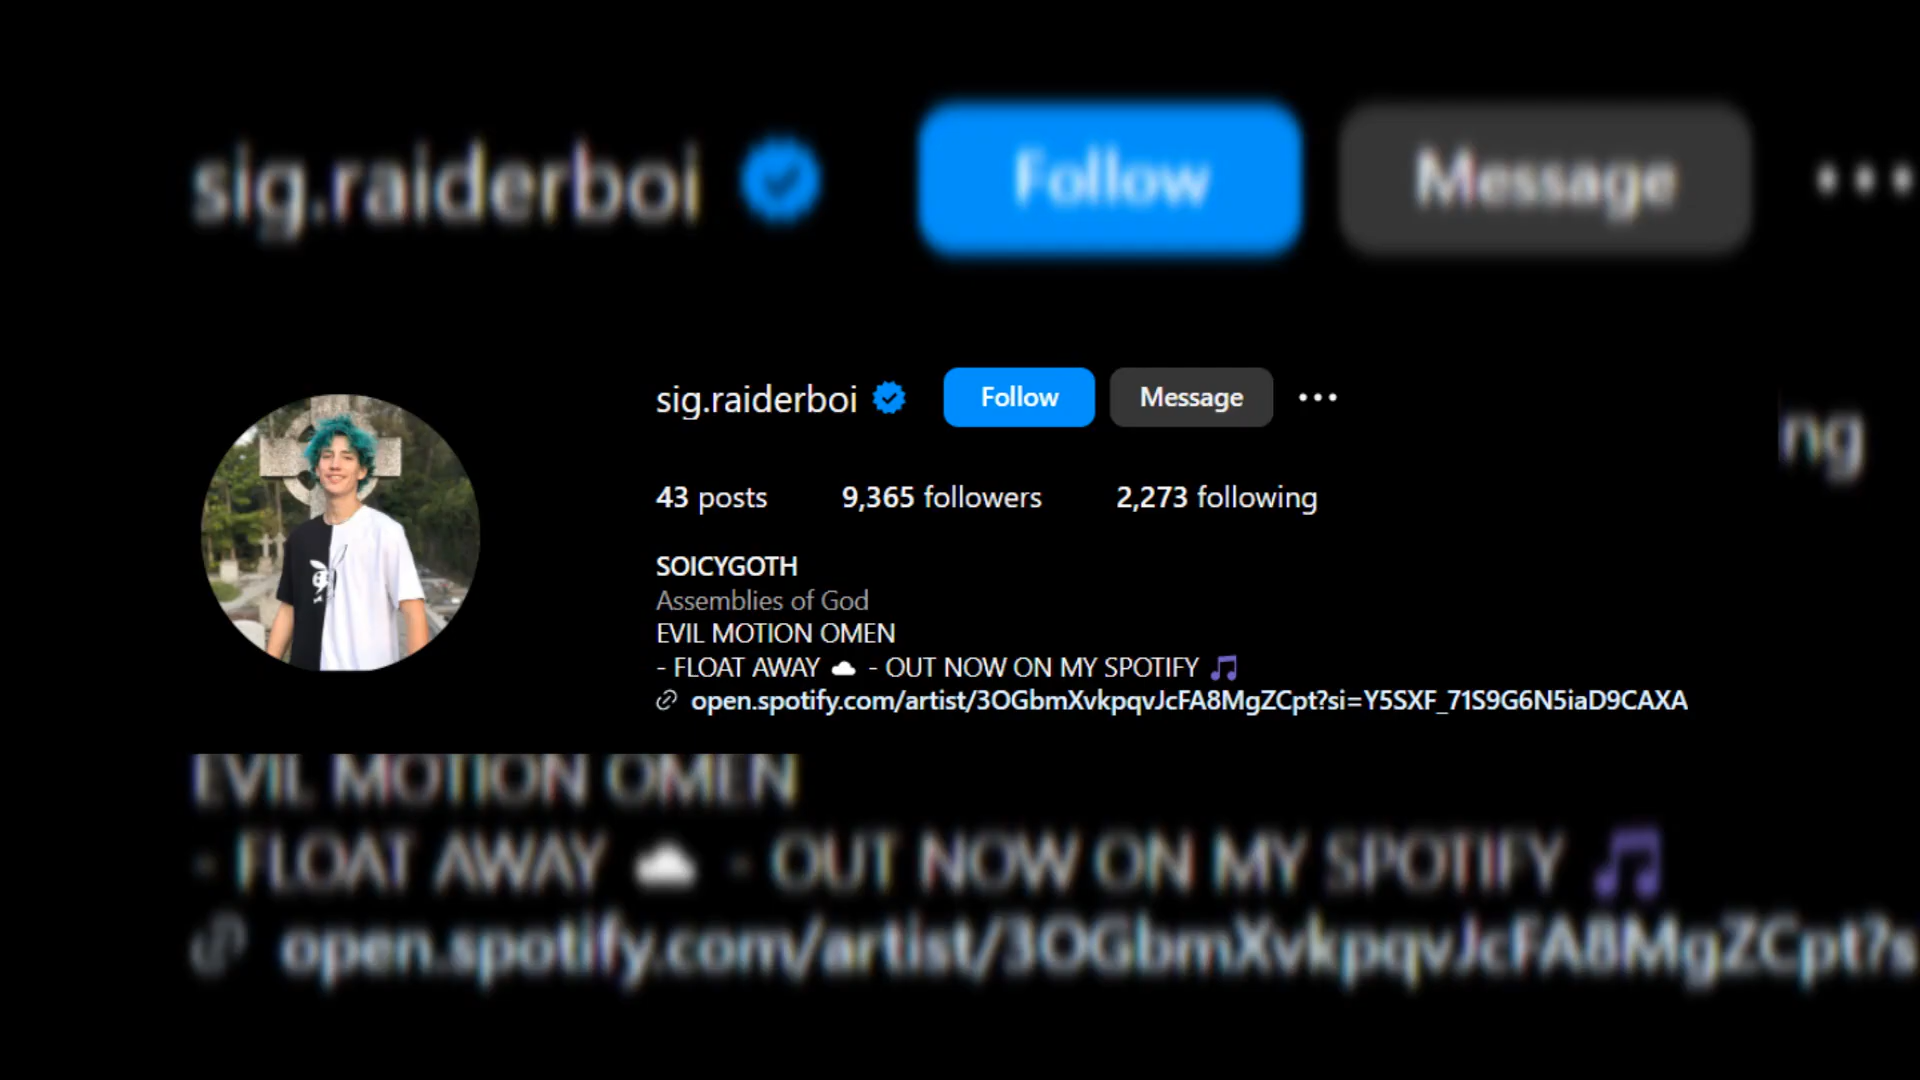 sig.raiderboi Follow Message
sig.raiderboi Follow Message
43 posts 9,365 followers 2,273 following
ng
SOICYGOTH
Assemblies of God
EVIL MOTION OMEN
- FLOAT AWAY ☁️ - OUT NOW ON MY SPOTIFY 🎵
open.spotify.com/artist/3OGbmXvkpqvJcFA8MgZCpt?si=Y5SXF_71S9G6N5iaD9CAXA
EVIL MOTION OMEN
- FLOAT AWAY ☁️ - OUT NOW ON MY SPOTIFY 🎵
open.spotify.com/artist/3OGbmXvkpqvJcFA8MgZCpt?s